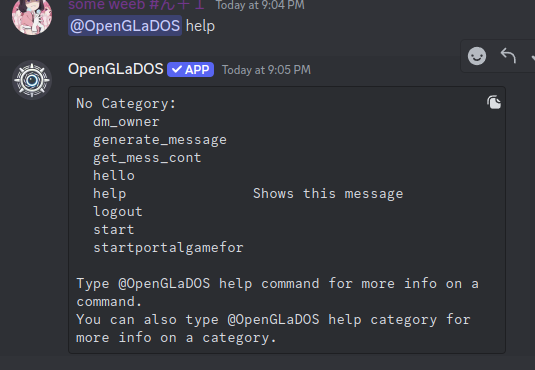 some weeb #ん十工 Today at 9:04 PM
@OpenGLaDOS help
OpenGLaDOS ✓ APP Today at 9:05 PM
No Category:
dm_owner
generate_message
get_mess_cont
hello
help Shows this message
logout
start
startportalgamefor
Type @OpenGLaDOS help command for more info on a
command.
You can also type @OpenGLaDOS help category for
more info on a category.